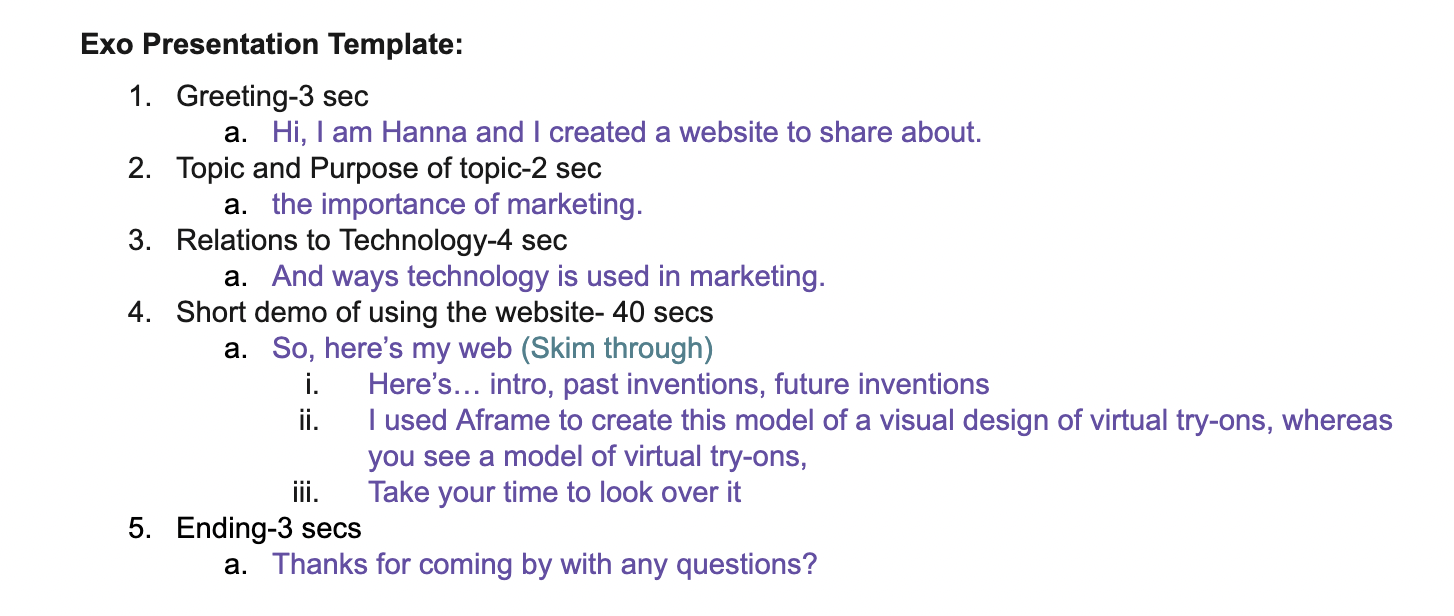 Exo Presentation Template:
1. Greeting-3 sec
a. Hi, I am Hanna and I created a website to share about.
2. Topic and Purpose of topic-2 sec
a. the importance of marketing.
3. Relations to Technology-4 sec
a. And ways technology is used in marketing.
4. Short demo of using the website- 40 secs
a. So, here’s my web (Skim through)
i. Here’s… intro, past inventions, future inventions
ii. I used Aframe to create this model of a visual design of virtual try-ons, whereas
you see a model of virtual try-ons,
iii. Take your time to look over it
5. Ending-3 secs
a. Thanks for coming by with any questions?